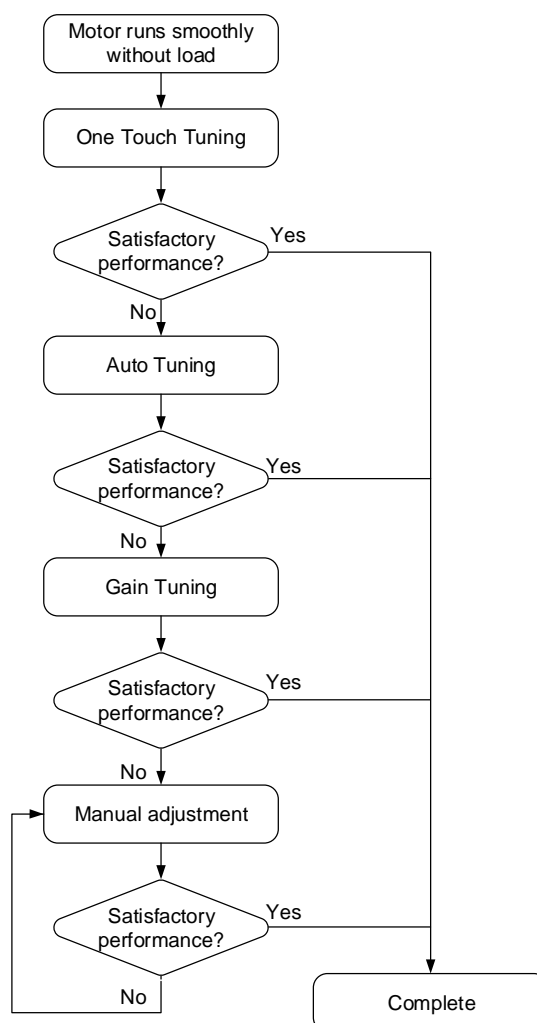 Motor runs smoothly
without load
One Touch Tuning
Satisfactory
performance?
Yes
No
Auto Tuning
Satisfactory
performance?
Yes
No
Gain Tuning
Satisfactory
performance?
Yes
No
Manual adjustment
Satisfactory
performance?
Yes
No
Complete